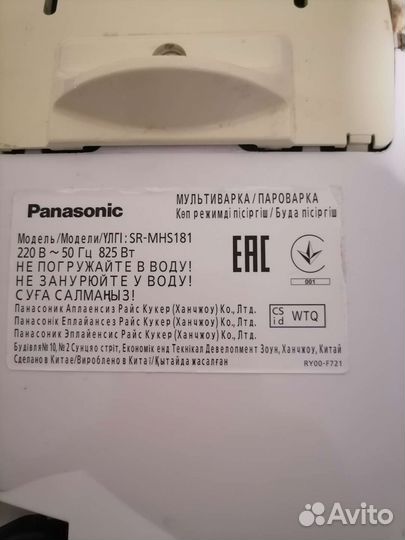 Panasonic
МУЛЬТИВАРКА / ПАРОВАРКА
Көп режимді пісіргіш / Буда пісіргіш
Модель/Модели/ҮЛГІ: SR-MHS181
220 В ~ 50 Гц 825 Вт
НЕ ПОГРУЖАЙТЕ В ВОДУ!
НЕ ЗАНУРЮЙТЕ У ВОДУ!
СУҒА САЛМАҢЫЗ!
EAC
001
Панасоник Аплаенсиз Райс Кукер (Ханчжоу) Ко., Лтд.
Панасонік Еплайансез Райс Кукер (Ханчжоу) Ко., Лтд.
Панасоник Эплайансиз Райс Кукер (Ханчжоу) Ко., Лтд.
CS id WTQ
Будівля № 10, № 2 Сунцяо стріт, Економік енд Текнікал Девелопмент Зоун, Ханчжоу, Китай
Сделано в Китае/Вироблено в Китаї/Қытайда жасалған
RY00-F721
Avito